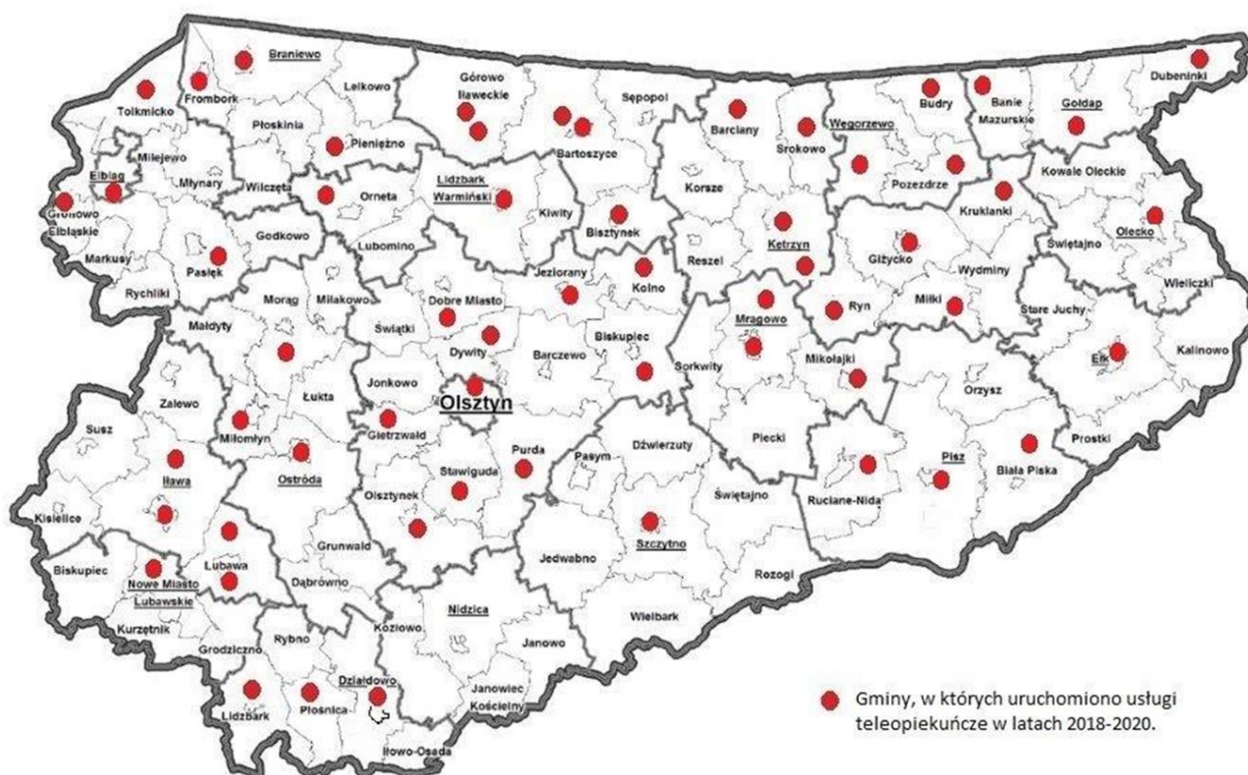 Braniewo
Lelkowo
Frombork
Tolkmicko
Płoskinia
Pieniężno
Górowo
Iławeckie
Sępopol
Bartoszyce
Barciany
Srokowo
Budry
Węgorzewo
Banie
Mazurskie
Gołdap
Dubeninki
Milejewo
Elbląg
Młynary
Wilczęta
Orneta
Lidzbark
Warmiński
Kiwity
Bisztynek
Korsze
Pozezdrze
Kruklanki
Kowale Oleckie
Gronowo
Elbląskie
Markusy
Pasłęk
Godkowo
Lubomino
Reszel
Kętrzyn
Giżycko
Wydminy
Świętajno
Olecko
Wieliczki
Rychliki
Morąg
Miłakowo
Dobre Miasto
Jeziorany
Kolno
Małdyty
Świątki
Dywity
Barczewo
Biskupiec
Sorkwity
Mrągowo
Mikołajki
Ryn
Miłki
Stare Juchy
Ełk
Kalinowo
Zalewo
Łukta
Jonkowo
Olsztyn
Orzysz
Susz
Miłomłyn
Gietrzwałd
Purda
Pasym
Dźwierzuty
Piecki
Prostki
Iława
Ostróda
Olsztynek
Stawiguda
Świętajno
Ruciane-Nida
Pisz
Biała Piska
Kisielice
Grunwald
Jedwabno
Szczytno
Rozogi
Biskupiec
Nowe Miasto
Lubawskie
Lubawa
Dąbrówno
Kurzętnik
Grodziczno
Rybno
Kozłowo
Nidzica
Janowo
Wielbark
Lidzbark
Płośnica
Działdowo
Janowiec
Kościelny
Iłowo-Osada
Gminy, w których uruchomiono usługi
teleopiekuńcze w latach 2018-2020.